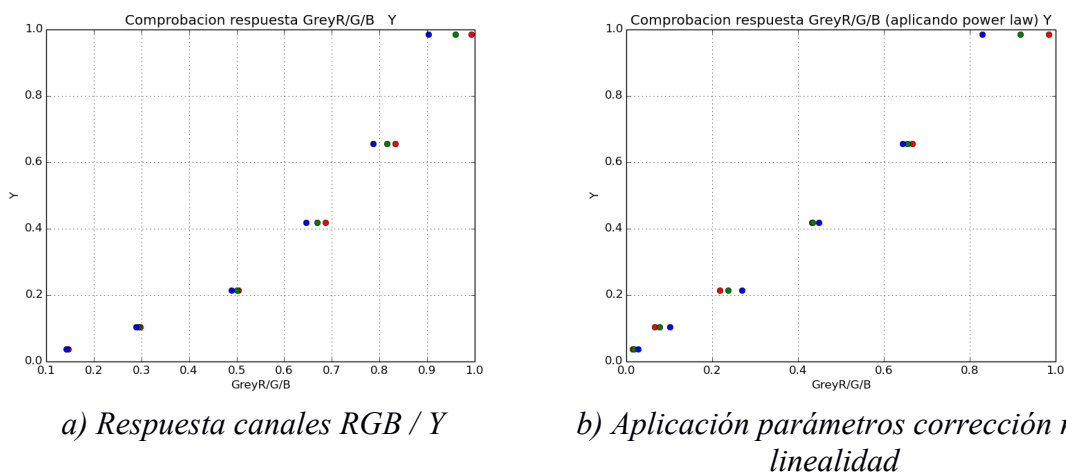 Comprobacion respuesta GreyR/G/B Y
1.0
0.8
0.6
0.4
0.2
0.0
Y
0.1 0.2 0.3 0.4 0.5 0.6 0.7 0.8 0.9 1.0
GreyR/G/B
a) Respuesta canales RGB / Y
Comprobacion respuesta GreyR/G/B (aplicando power law) Y
1.0
0.8
0.6
0.4
0.2
0.0
Y
0.0 0.2 0.4 0.6 0.8 1.0
GreyR/G/B
b) Aplicación parámetros corrección
linealidad